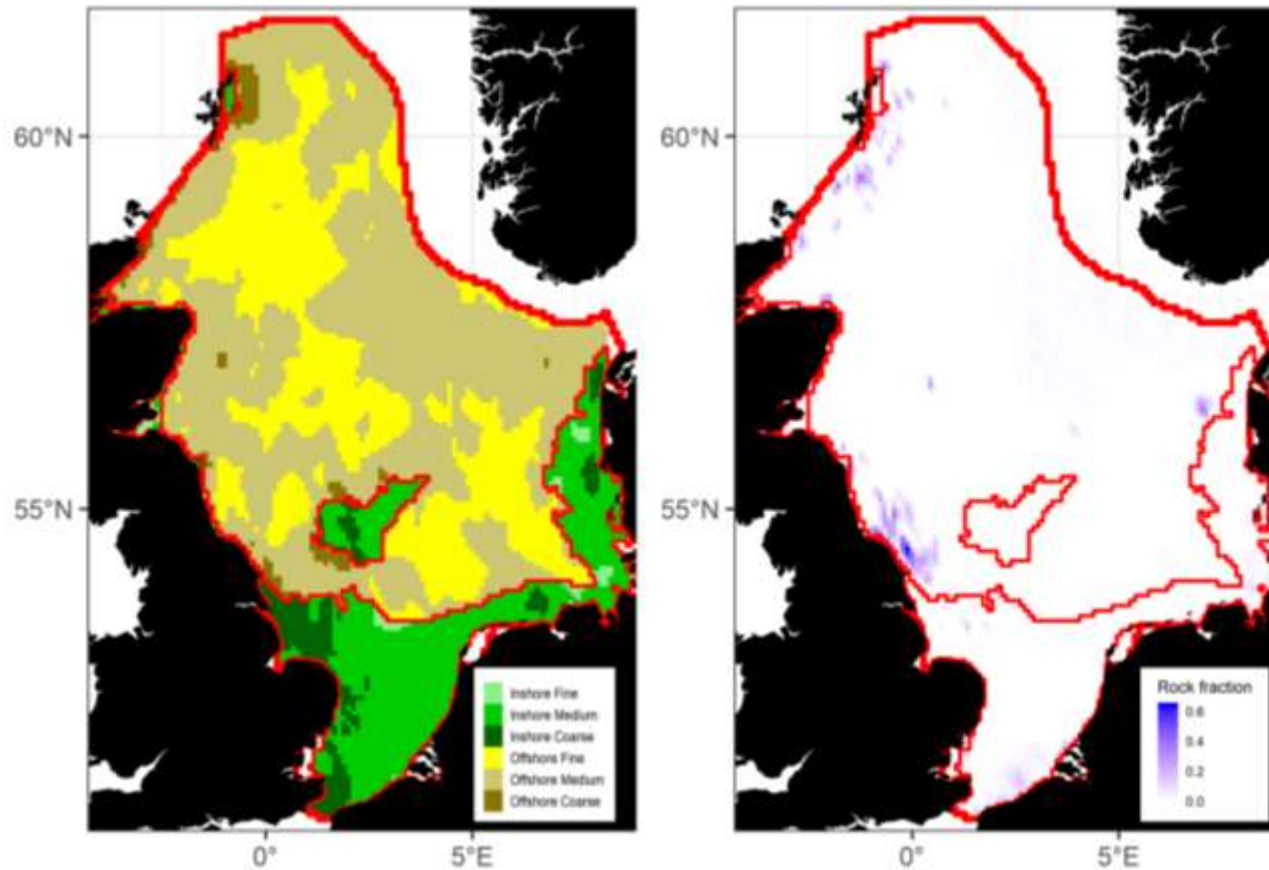 60°N
55°N
0°
5°E
Inshore Fine
Inshore Medium
Inshore Coarse
Offshore Fine
Offshore Medium
Offshore Coarse
60°N
55°N
0°
5°E
Rock fraction
0.6
0.4
0.2
0.0